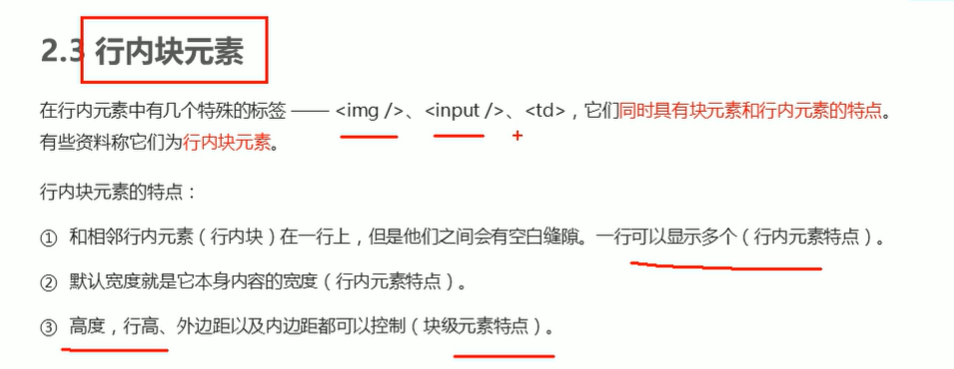 2.3 行内块元素
在行内元素中有几个特殊的标签 —— <img />、<input />、<td>，它们同时具有块元素和行内元素的特点。
有些资料称它们为行内块元素。
行内块元素的特点：
① 和相邻行内元素（行内块）在一行上，但是他们之间会有空白缝隙。一行可以显示多个（行内元素特点）。
② 默认宽度就是它本身内容的宽度（行内元素特点）。
③ 高度，行高、外边距以及内边距都可以控制（块级元素特点）。